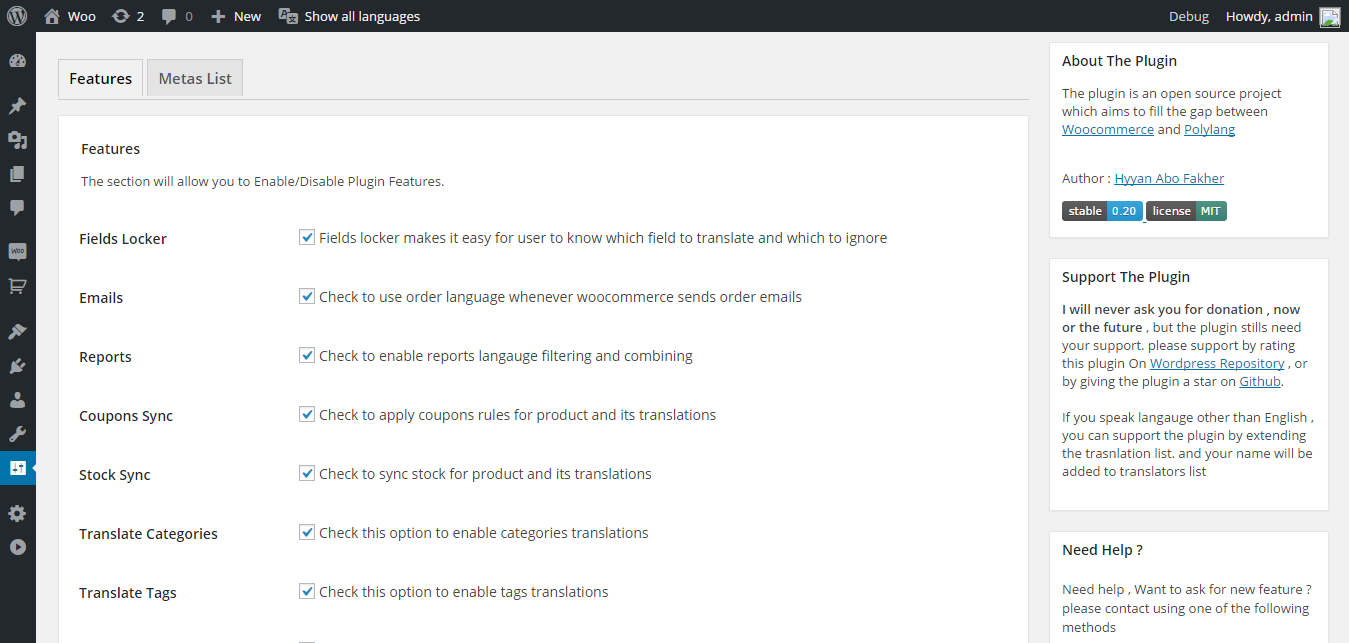 Woo 2 0 New Show all languages Debug Howdy, admin
Features Metas List
Features
The section will allow you to Enable/Disable Plugin Features.
Fields Locker Fields locker makes it easy for user to know which field to translate and which to ignore
Emails Check to use order language whenever woocommerce sends order emails
Reports Check to enable reports langauge filtering and combining
Coupons Sync Check to apply coupons rules for product and its translations
Stock Sync Check to sync stock for product and its translations
Translate Categories Check this option to enable categories translations
Translate Tags Check this option to enable tags translations
About The Plugin
The plugin is an open source project
which aims to fill the gap between
Woocommerce and Polylang
Author : Hyyan Abo Fakher
stable 0.20 license MIT
Support The Plugin
I will never ask you for donation , now
or the future , but the plugin stills need
your support. please support by rating
this plugin On Wordpress Repository , or
by giving the plugin a star on Github.
If you speak langauge other than English ,
you can support the plugin by extending
the trasnlation list. and your name will be
added to translators list
Need Help ?
Need help , Want to ask for new feature ?
please contact using one of the following
methods